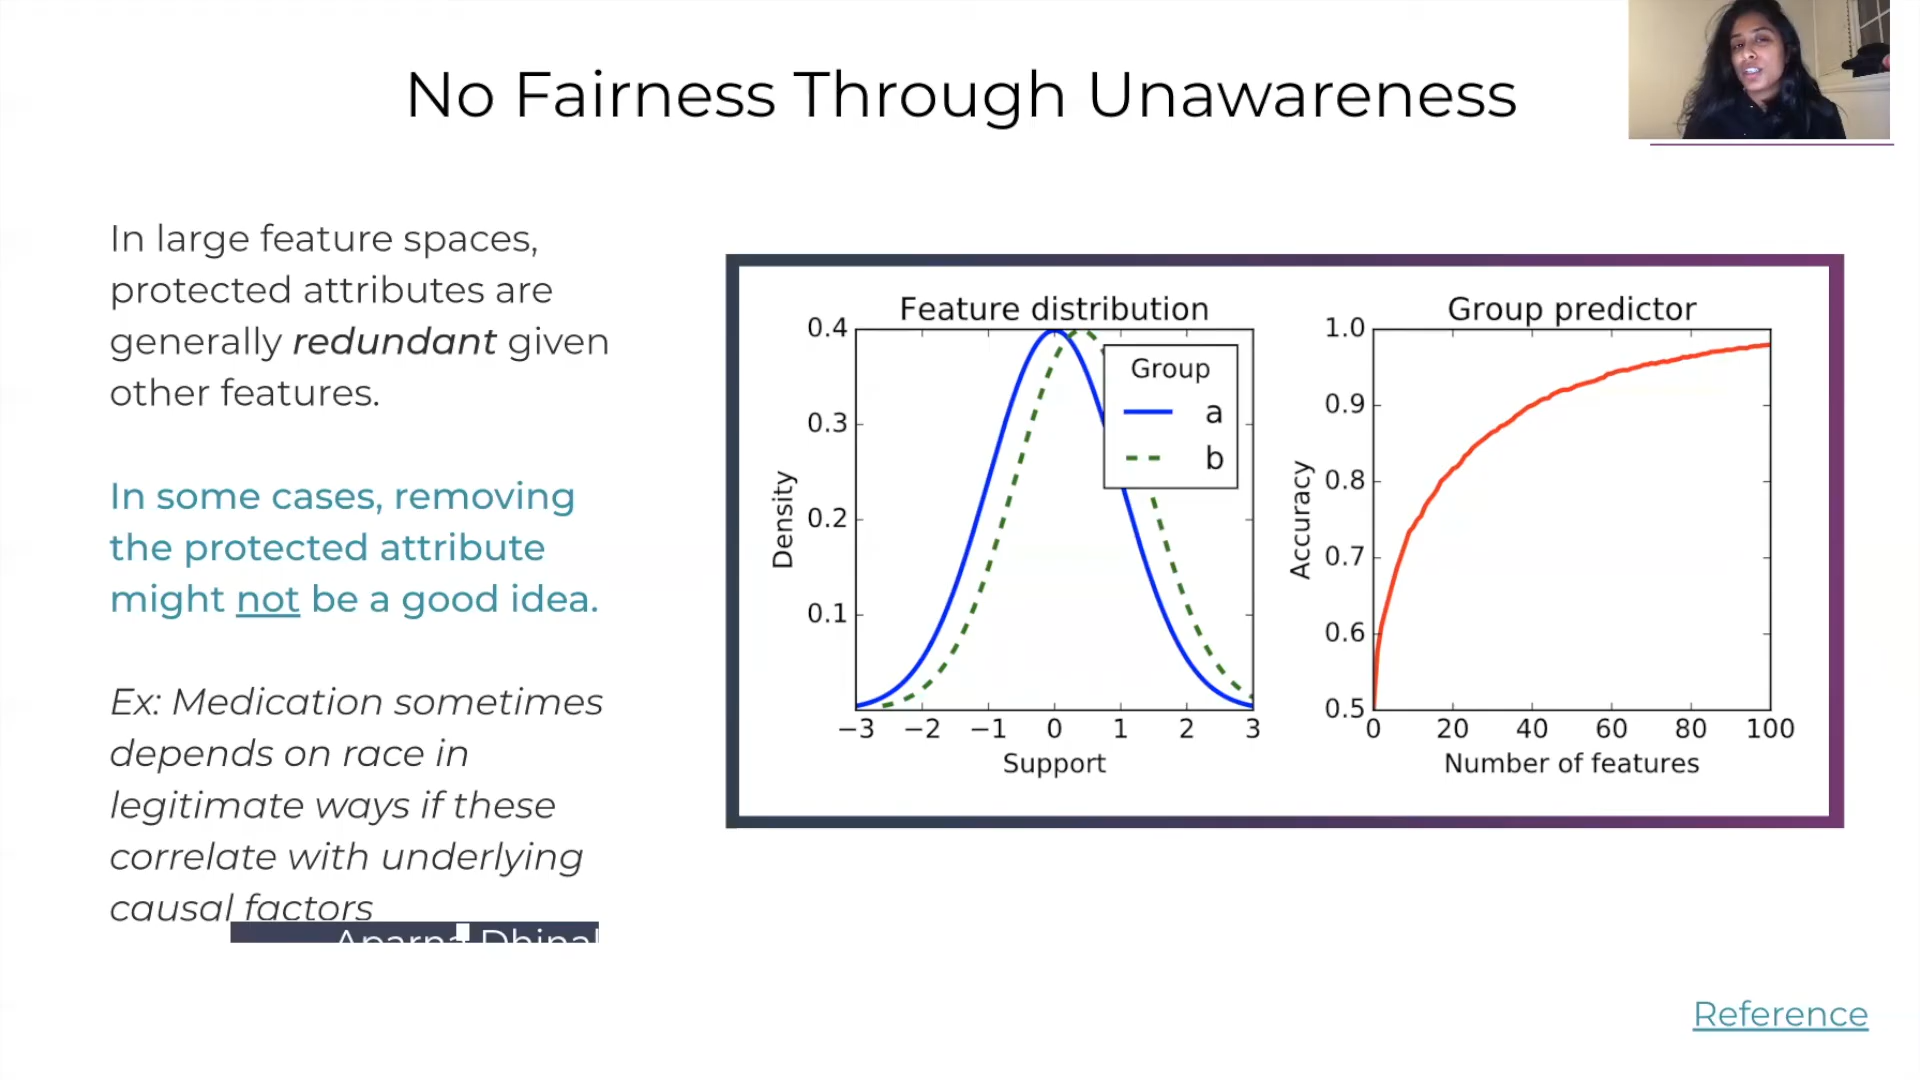 No Fairness Through Unawareness
In large feature spaces,
protected attributes are
generally redundant given
other features.
In some cases, removing
the protected attribute
might not be a good idea.
Ex: Medication sometimes
depends on race in
legitimate ways if these
correlate with underlying
causal factors
Feature distribution
0.4
0.3
0.2
0.1
Density
Group
a
b
−3 −2 −1 0 1 2 3
Support
Group predictor
1.0
0.9
0.8
0.7
0.6
0.5
Accuracy
0 20 40 60 80 100
Number of features
Reference